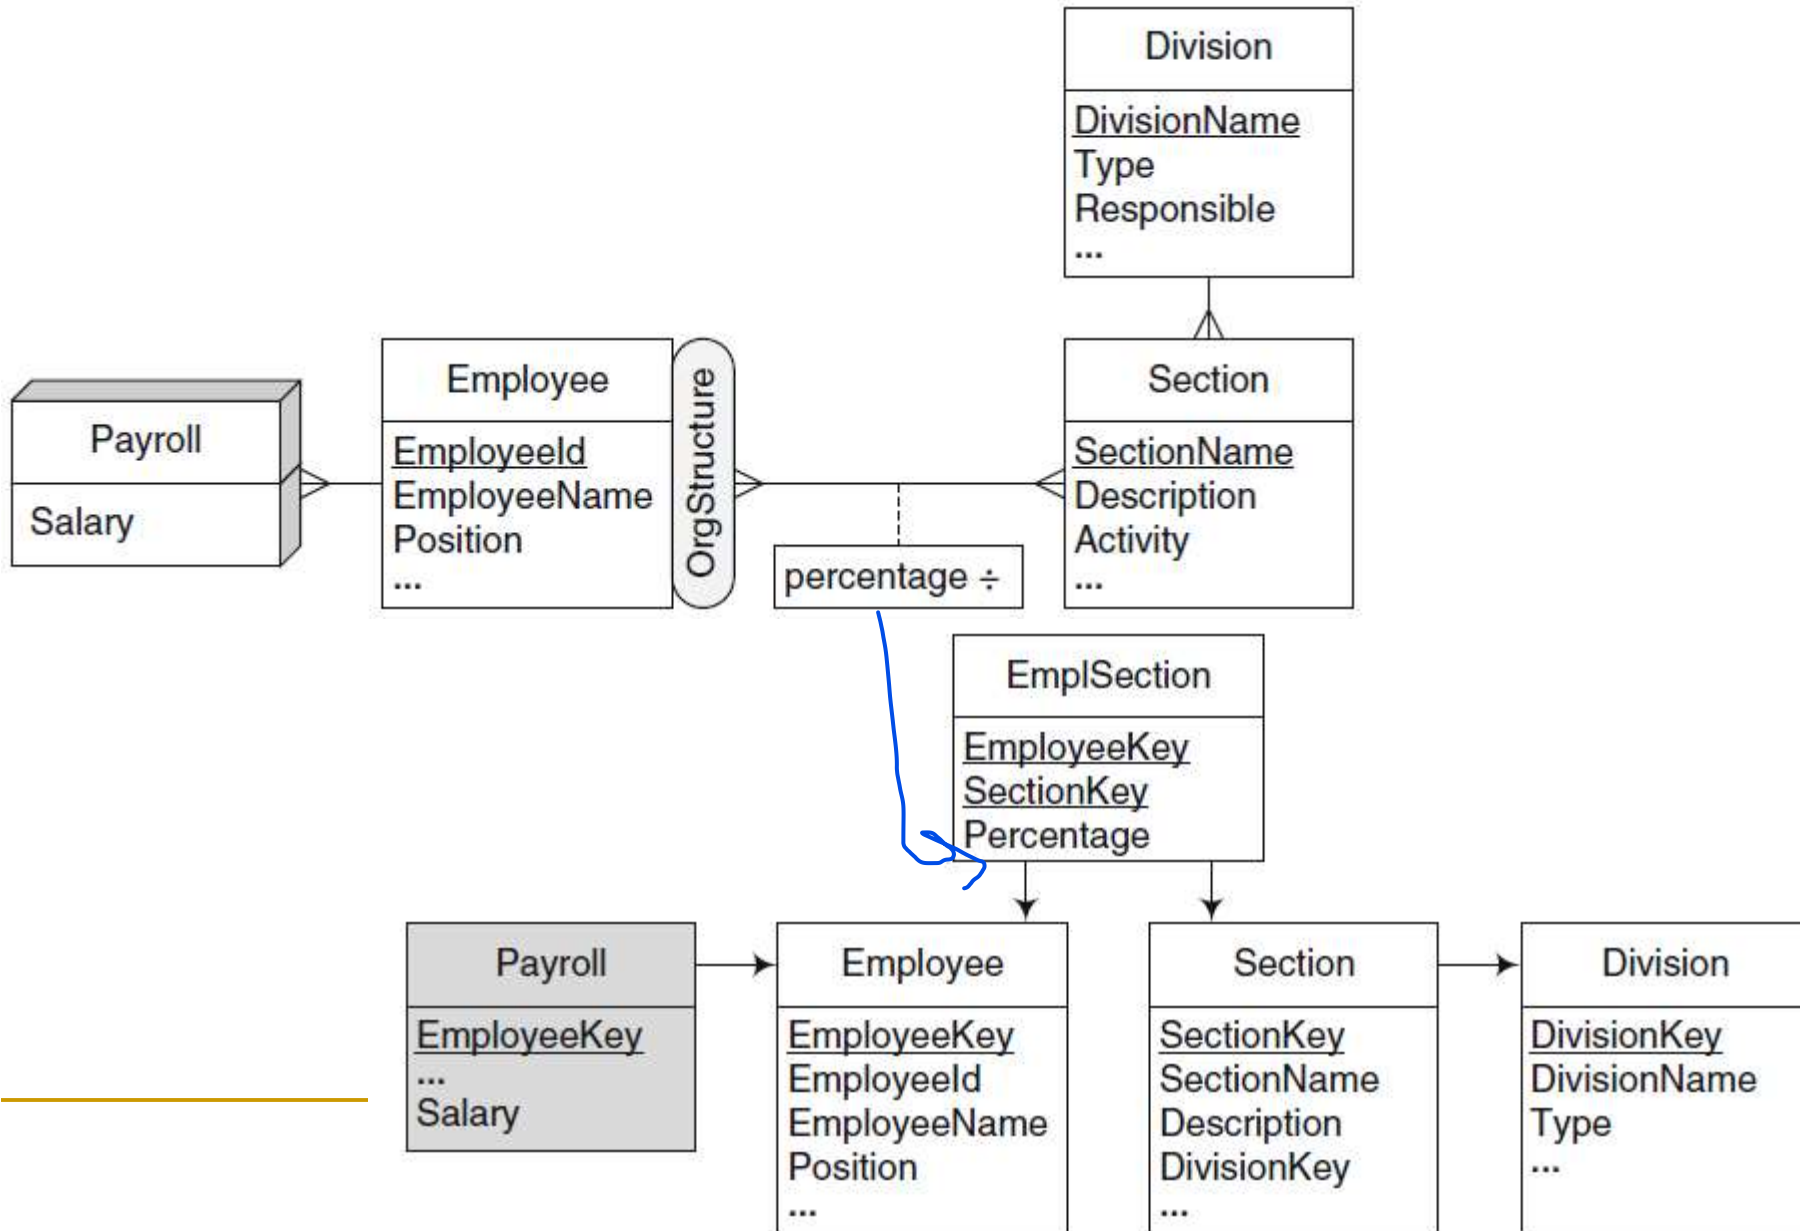 Division
DivisionName
Type
Responsible
...
Payroll
Salary
Employee
EmployeeId
EmployeeName
Position
...
OrgStructure
percentage ÷
Section
SectionName
Description
Activity
...
EmplSection
EmployeeKey
SectionKey
Percentage
Payroll
EmployeeKey
...
Salary
Employee
EmployeeKey
EmployeeId
EmployeeName
Position
...
Section
SectionKey
SectionName
Description
DivisionKey
...
Division
DivisionKey
DivisionName
Type
...